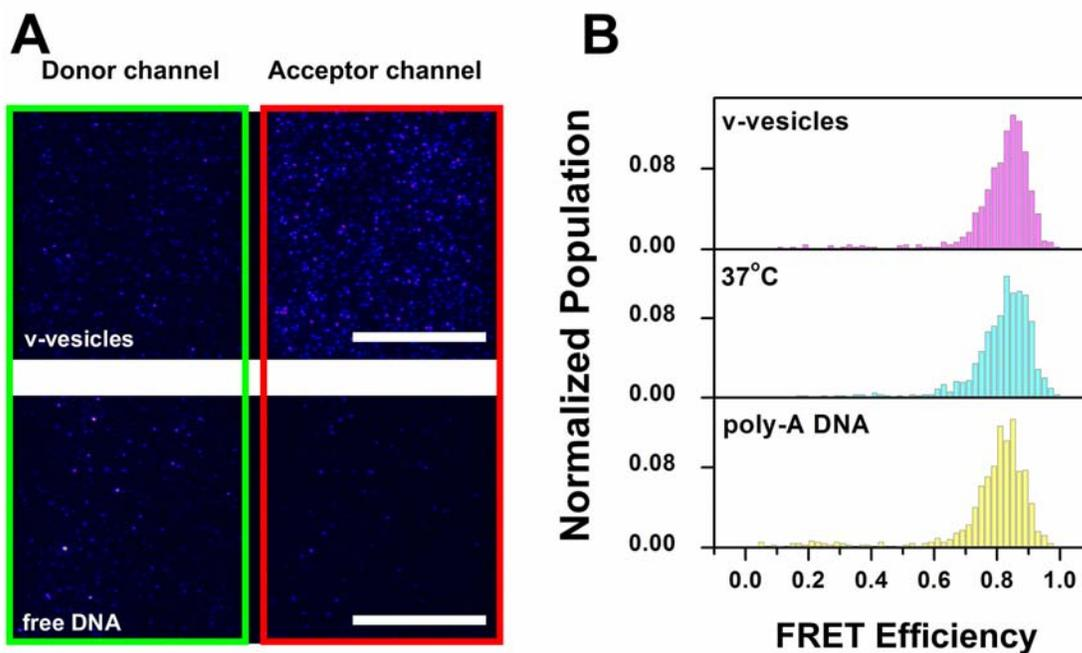 A
Donor channel
Acceptor channel
v-vesicles
free DNA
B
Normalized Population
v-vesicles
0.08
0.00
37°C
0.08
0.00
poly-A DNA
0.08
0.00
0.0 0.2 0.4 0.6 0.8 1.0
FRET Efficiency